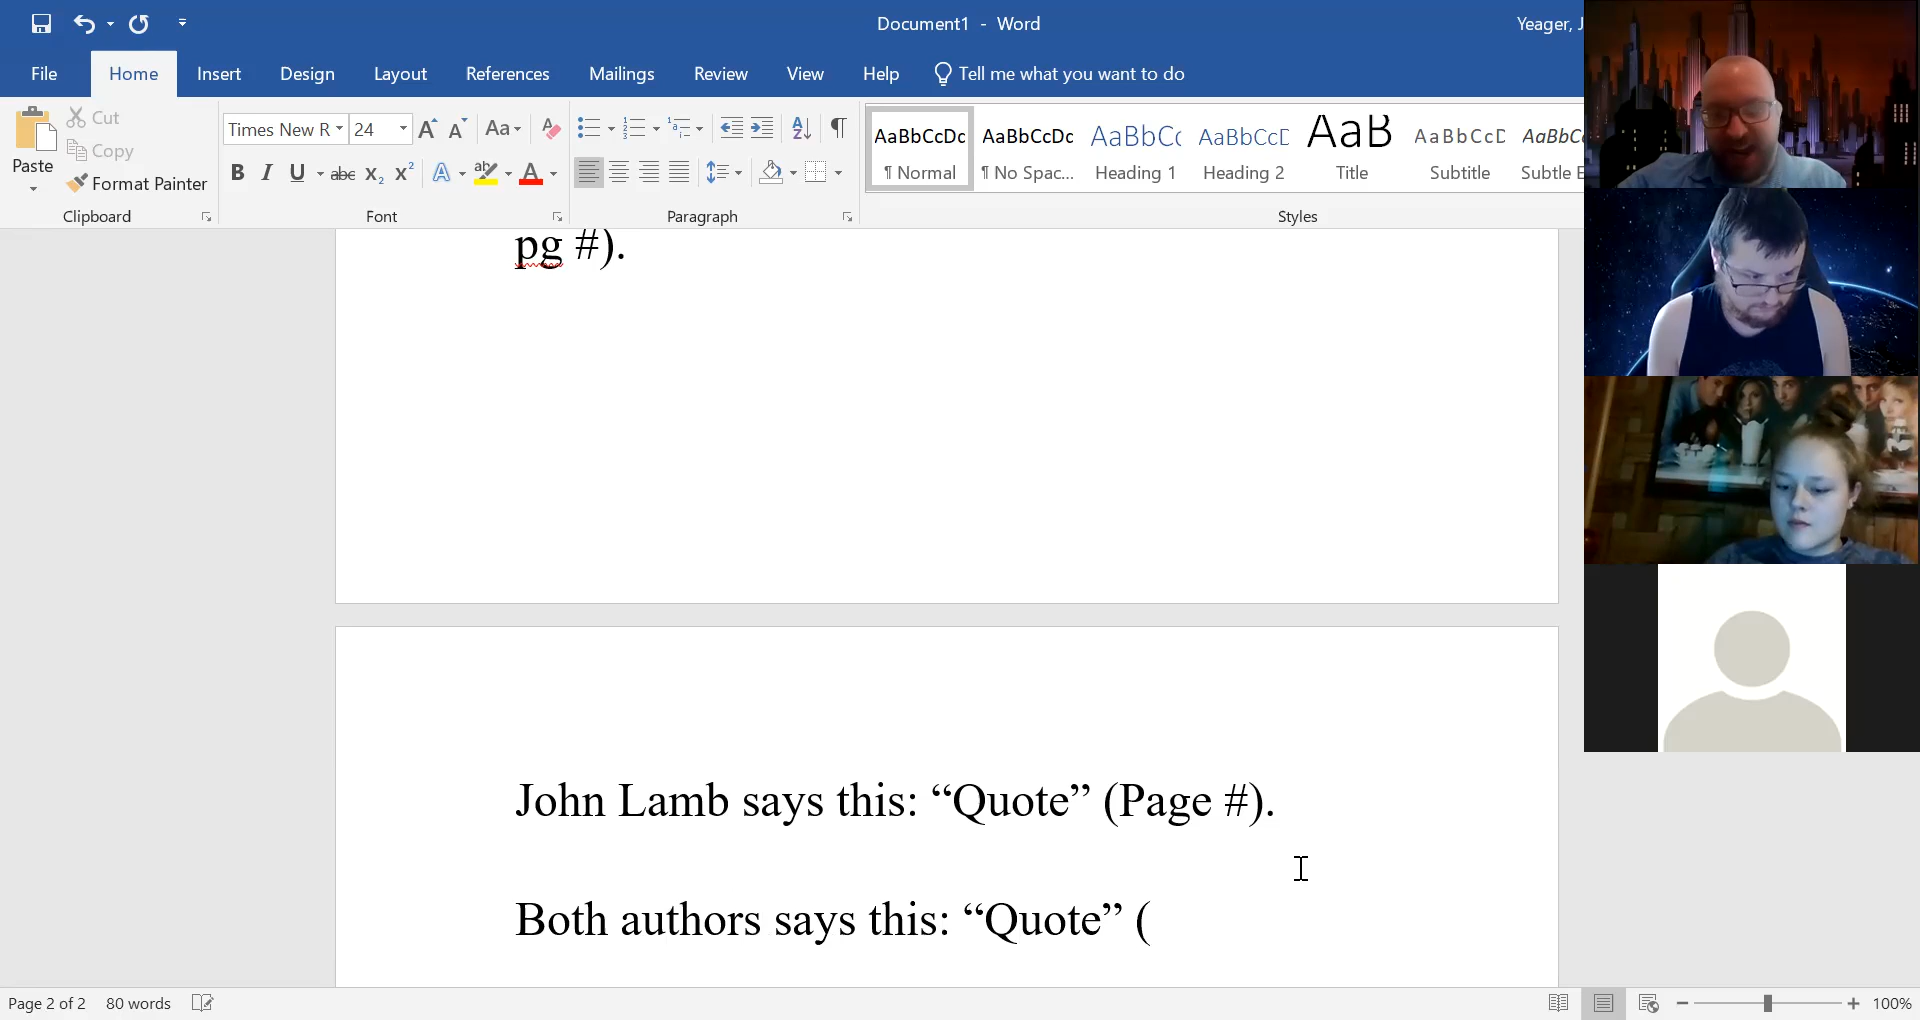 Document1 - Word
Yeager, J
File Home Insert Design Layout References Mailings Review View Help Tell me what you want to do
Paste
Cut
Copy
Format Painter
Clipboard
Times New R 24
Font
Paragraph
AaBbCcDc AaBbCcDc AaBbCc AaBbCcD AaB AaBbCcD AaBbCc
¶ Normal ¶ No Spac... Heading 1 Heading 2 Title Subtitle Subtle E
Styles
pg #).
John Lamb says this: “Quote” (Page #).
Both authors says this: “Quote” (
Page 2 of 2 80 words
100%